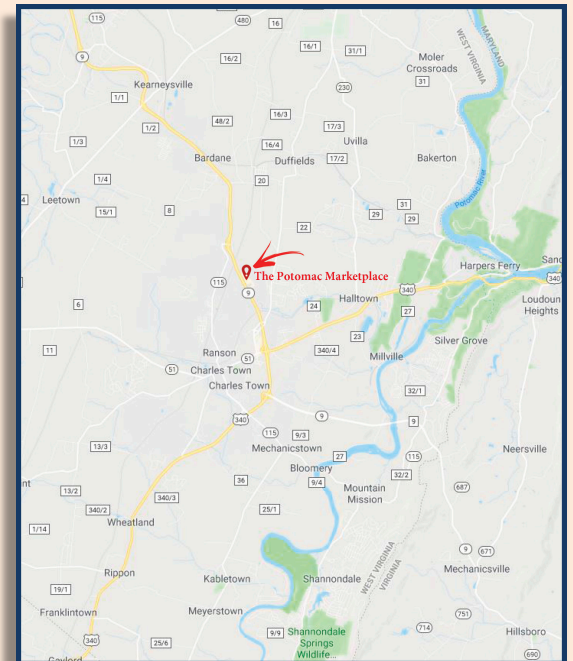 115
480
16
MARYLAND
WEST VIRGINIA
9
16/2
16/1
31/1
Moler
Crossroads
31
Kearneysville
230
1/1
16/3
48/2
1/2
17/3
1/3
16/4
Uvilla
Bardane
Duffields
17/2
Bakerton
1/4
20
Leetown
4
15/1
8
31
29
29
Potomac River
22
Harpers Ferry
Sand
The Potomac Marketplace
115
9
340
340
Loudoun
Heights
Halltown
6
24
27
23
Silver Grove
11
Ranson
51
340/4
Millville
51
Charles Town
Charles Town
32/1
340
9
9
115
9/3
13/3
Mechanicstown
27
115
Neersville
Bloomery
32/2
nt
36
9/4
Mountain
Mission
687
13/2
340/3
340/2
25/1
Wheatland
1/14
WEST VIRGINIA
VIRGINIA
9
671
Rippon
Kabletown
Shannondale
Mechanicsville
19/1
Franklintown
Meyerstown
751
714
9/9
Shannondale
Springs
Wildlife...
Hillsboro
340
25/6
690
Gaylord